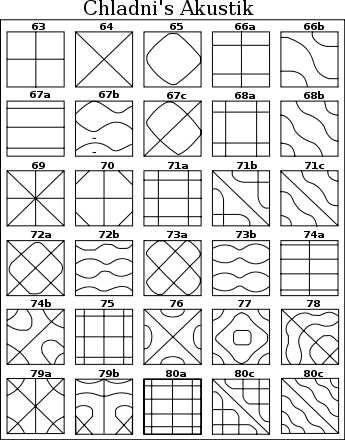 Chladni's Akustik
63 64 65 66a 66b
67a 67b 67c 68a 68b
69 70 71a 71b 71c
72a 72b 73a 73b 74a
74b 75 76 77 78
79a 79b 80a 80c 80c